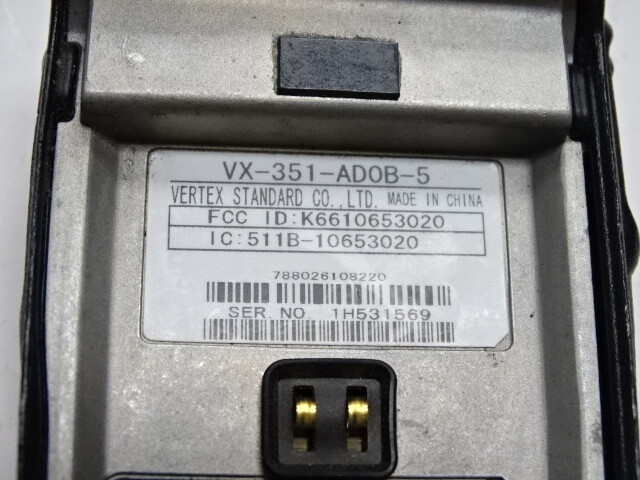 VX-351-AD0B-5
VERTEX STANDARD CO.,LTD. MADE IN CHINA
FCC ID:K6610653020
IC:511B-10653020
788026108220
SER. NO. 1H531569